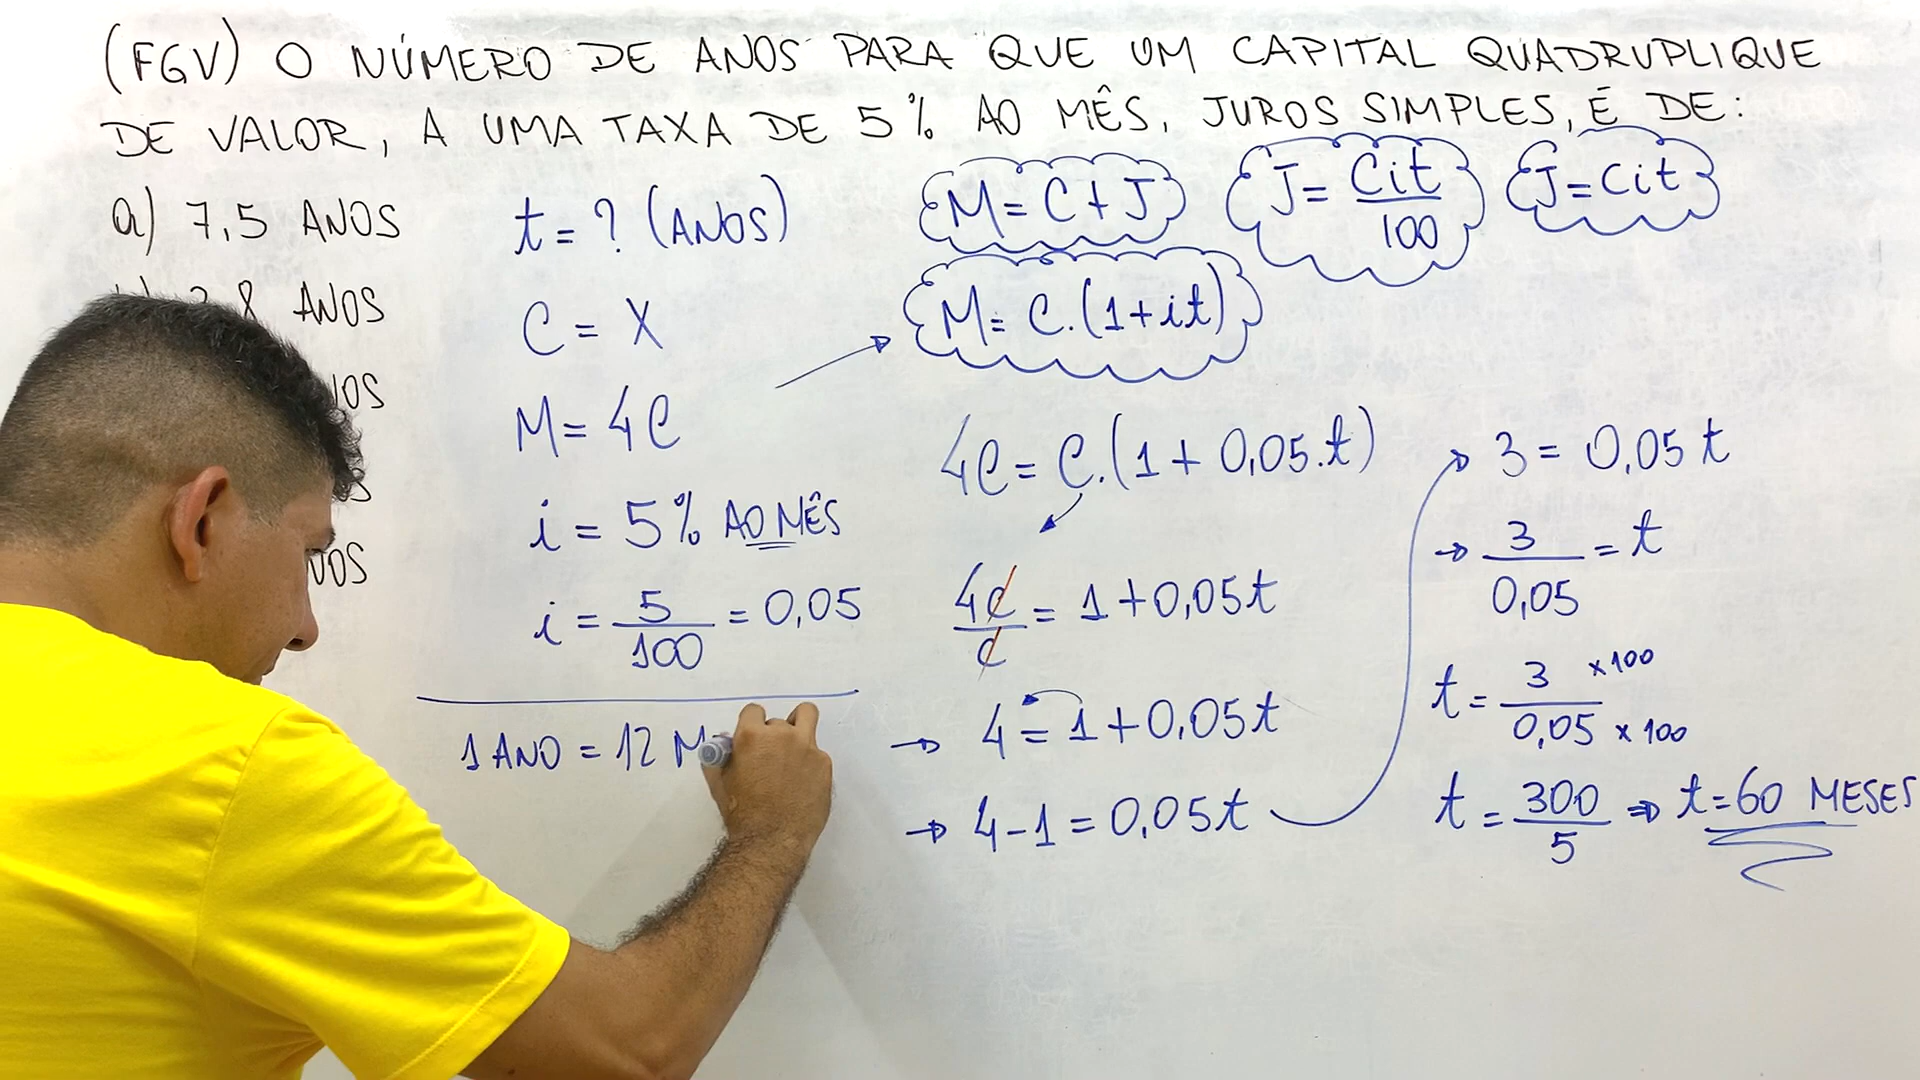 (FGV) O NÚMERO DE ANOS PARA QUE UM CAPITAL QUADRUPLIQUE
DE VALOR, A UMA TAXA DE 5% AO MÊS, JUROS SIMPLES, É DE:
a) 7,5 ANOS
8 ANOS
t = ? (ANOS)
C = X
M = 4C
i = 5% AO MÊS
i = 5/100 = 0,05
1 ANO = 12
M = C + J
J = Cit/100
J = Cit
M = C.(1+it)
4C = C.(1 + 0,05.t)
4C/C = 1 + 0,05t
→ 4 = 1 + 0,05t
→ 4 - 1 = 0,05t
→ 3 = 0,05t
→ 3/0,05 = t
t = 3 x100/0,05 x100
t = 300/5 ⇒ t = 60 MESES